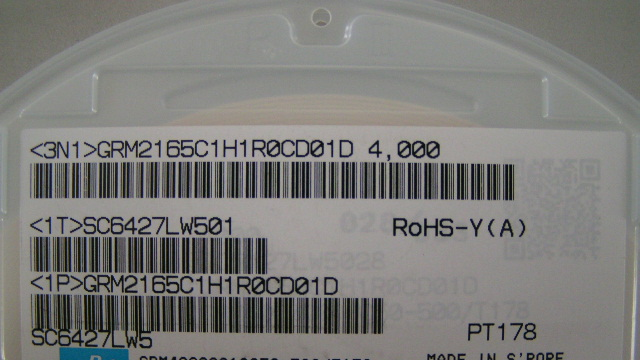 <3N1>GRM2165C1H1R0CD01D 4,000
<1T>SC6427LW501 RoHS-Y(A)
<1P>GRM2165C1H1R0CD01D
SC6427LW5 PT178
MADE IN S'PORE